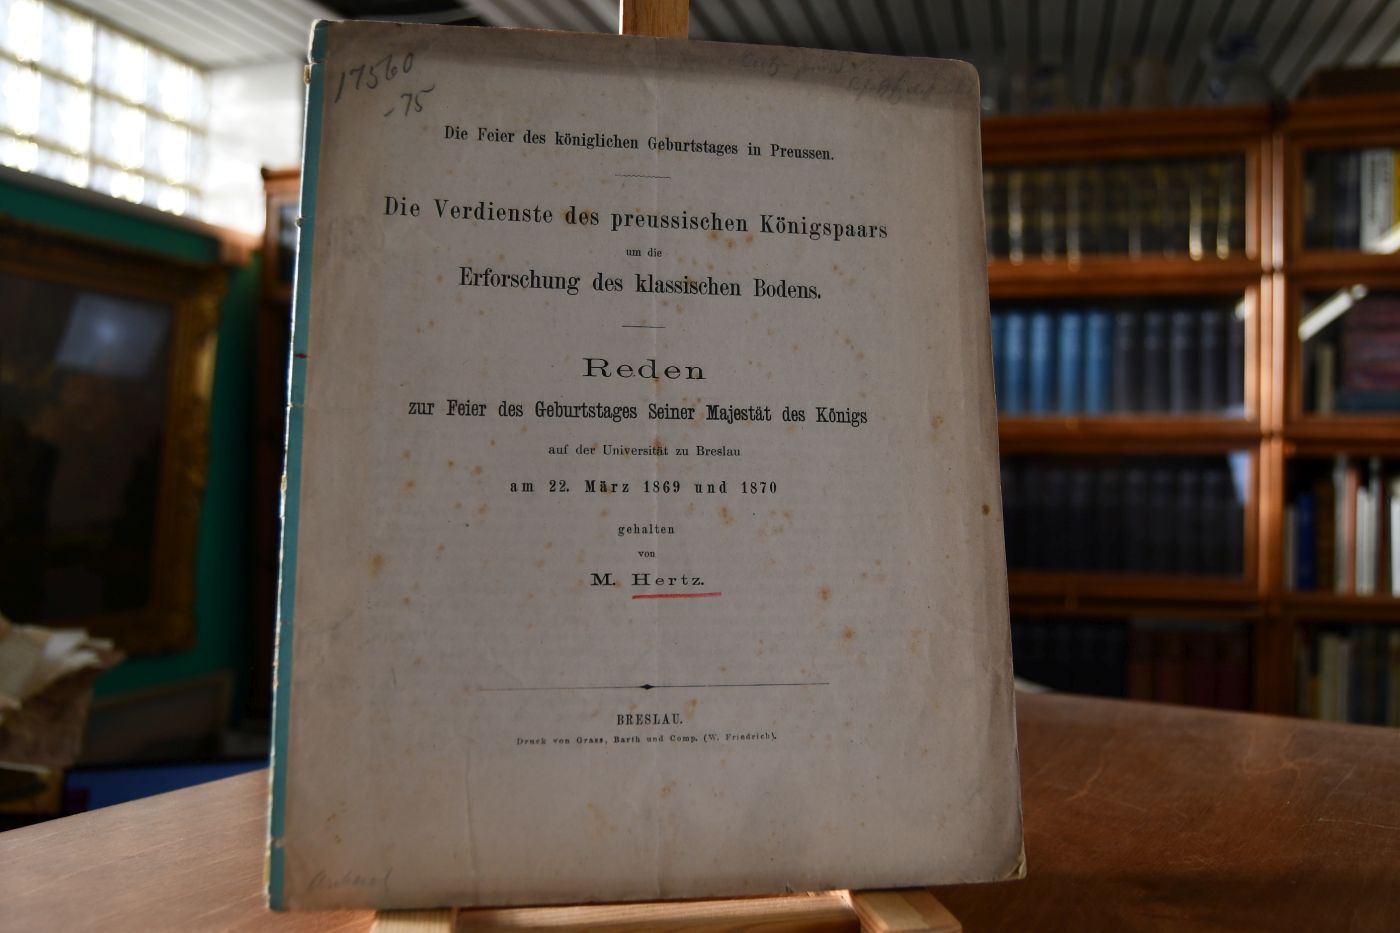 17560
-75
Die Feier des königlichen Geburtstages in Preussen.
Die Verdienste des preussischen Königspaars
um die
Erforschung des klassischen Bodens.
Reden
zur Feier des Geburtstages Seiner Majestät des Königs
auf der Universität zu Breslau
am 22. März 1869 und 1870
gehalten
von
M. Hertz.
BRESLAU.
Druck von Grass, Barth und Comp. (W. Friedrich).